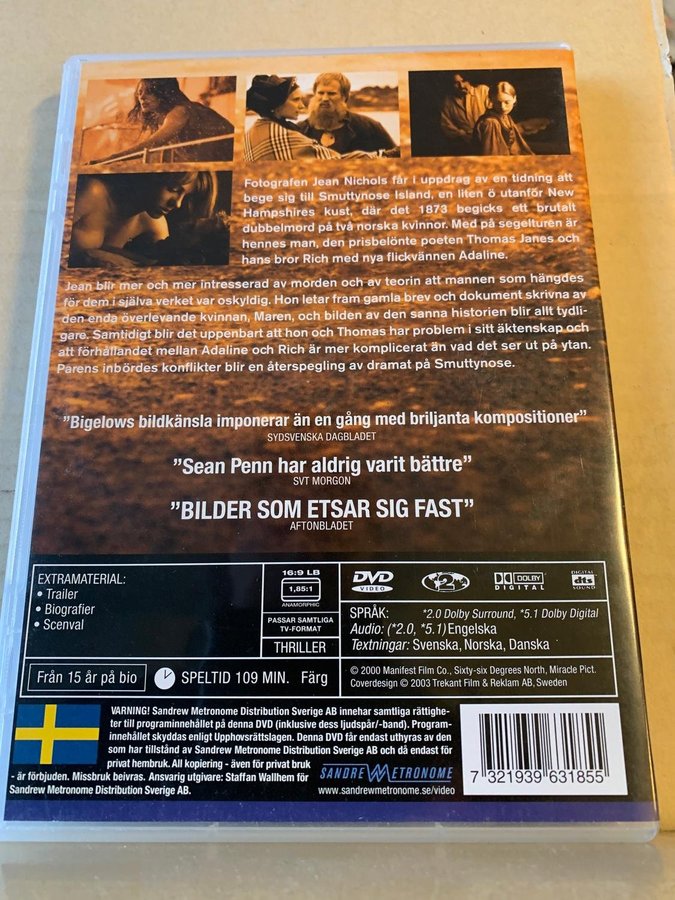 Fotografen Jean Nichols får i uppdrag av en tidning att
bege sig till Smuttynose Island, en liten ö utanför New
Hampshires kust, där det 1873 begicks ett brutalt
dubbelmord på två norska kvinnor. Med på segelturen är
hennes man, den prisbelönte poeten Thomas Janes och
hans bror Rich med nya flickvännen Adaline.
Jean blir mer och mer intresserad av morden och av teorin att mannen som hängdes
för dem i själva verket var oskyldig. Hon letar fram gamla brev och dokument skrivna av
den enda överlevande kvinnan, Maren, och bilden av den sanna historien blir allt tydli-
gare. Samtidigt blir det uppenbart att hon och Thomas har problem i sitt äktenskap och
att förhållandet mellan Adaline och Rich är mer komplicerat än vad det ser ut på ytan.
Parens inbördes konflikter blir en återspegling av dramat på Smuttynose.
”Bigelows bildkänsla imponerar än en gång med briljanta kompositioner”
SYDSVENSKA DAGBLADET
”Sean Penn har aldrig varit bättre”
SVT MORGON
”BILDER SOM ETSAR SIG FAST”
AFTONBLADET
EXTRAMATERIAL:
• Trailer
• Biografier
• Scenval
16:9 LB
1,85:1
ANAMORPHIC
PASSAR SAMTLIGA
TV-FORMAT
THRILLER
DVD
VIDEO
2
DOLBY
DIGITAL
DIGITAL
dts
SOUND
SPRÅK: *2.0 Dolby Surround, *5.1 Dolby Digital
Audio: (*2.0, *5.1) Engelska
Textningar: Svenska, Norska, Danska
Från 15 år på bio
SPELTID 109 MIN. Färg
© 2000 Manifest Film Co., Sixty-six Degrees North, Miracle Pict.
Coverdesign © 2003 Trekant Film & Reklam AB, Sweden
VARNING! Sandrew Metronome Distribution Sverige AB innehar samtliga rättighe-
ter till programinnehållet på denna DVD (inklusive dess ljudspår/-band). Program-
innehållet skyddas enligt Upphovsrättslagen. Denna DVD får endast uthyras av den
som har tillstånd av Sandrew Metronome Distribution Sverige AB och då endast för
privat hembruk. All kopiering - även för privat bruk
- är förbjuden. Missbruk beivras. Ansvarig utgivare: Staffan Wallhem för
Sandrew Metronome Distribution Sverige AB.
SANDREW METRONOME
www.sandrewmetronome.se/video
7 321939 631855